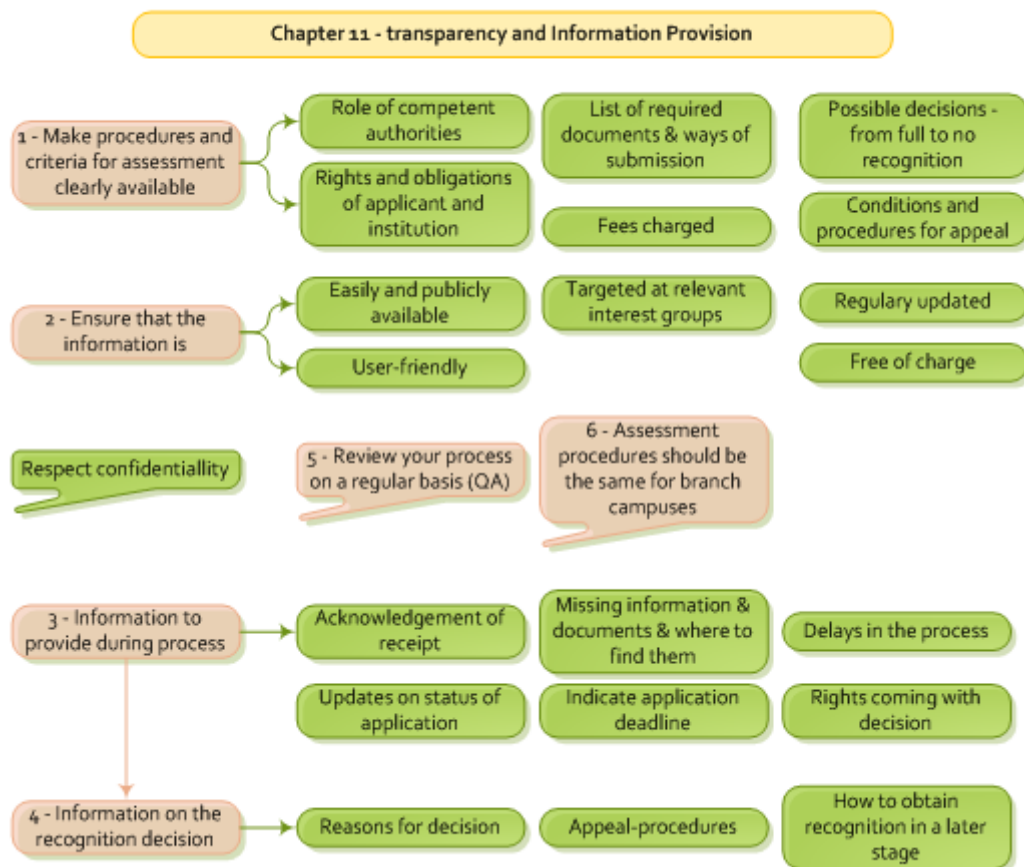 Chapter 11 - transparency and Information Provision
1 - Make procedures and
criteria for assessment
clearly available
Role of competent
authorities
List of required
documents & ways of
submission
Possible decisions -
from full to no
recognition
Rights and obligations
of applicant and
institution
Fees charged
Conditions and
procedures for appeal
2 - Ensure that the
information is
Easily and publicly
available
Targeted at relevant
interest groups
Regulary updated
User-friendly
Free of charge
Respect confidentiallity
5 - Review your process
on a regular basis (QA)
6 - Assessment
procedures should be
the same for branch
campuses
3 - Information to
provide during process
Acknowledgement of
receipt
Missing information &
documents & where to
find them
Delays in the process
Updates on status of
application
Indicate application
deadline
Rights coming with
decision
4 - Information on the
recognition decision
Reasons for decision
Appeal-procedures
How to obtain
recognition in a later
stage